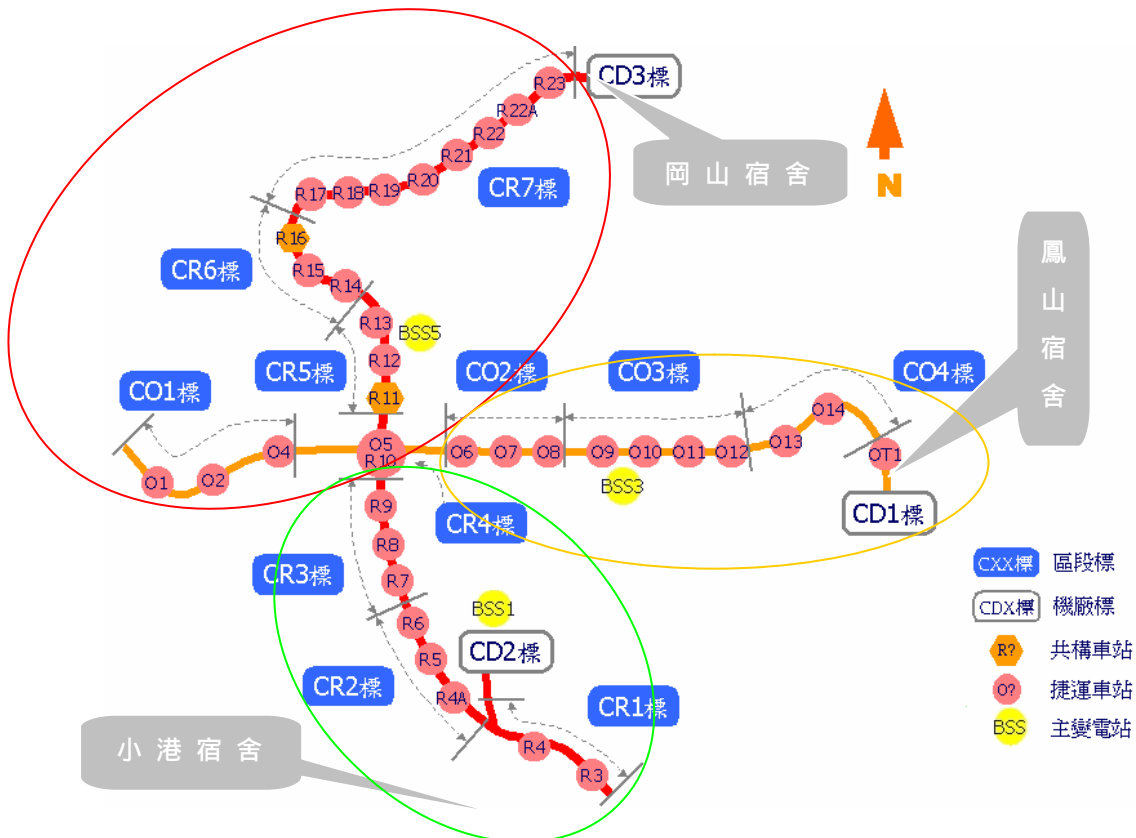 CD3標
R23
R22A
R22
R21
R20
R19
R18
R17
CR7標
岡山宿舍
N
R16
CR6標
R15
R14
R13
BSS5
R12
CR5標
R11
鳳山宿舍
CO1標
CO2標
CO3標
CO4標
O1
O2
O4
O5
R10
O6
O7
O8
O9
O10
O11
O12
O13
O14
OT1
BSS3
CD1標
CR4標
R9
R8
CR3標
R7
BSS1
R6
CD2標
R5
CR2標
R4A
CR1標
R4
R3
小港宿舍
CXX標 區段標
CDX標 機廠標
R? 共構車站
O? 捷運車站
BSS 主變電站